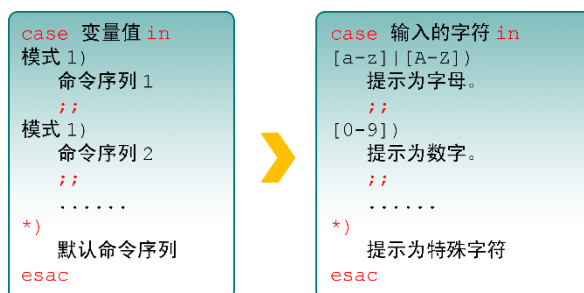 case 变量值 in
模式 1)
命令序列 1
;;
模式 1)
命令序列 2
;;
......
*)
默认命令序列
esac
case 输入的字符 in
[a-z]|[A-Z])
提示为字母。
;;
[0-9])
提示为数字。
;;
......
*)
提示为特殊字符
esac